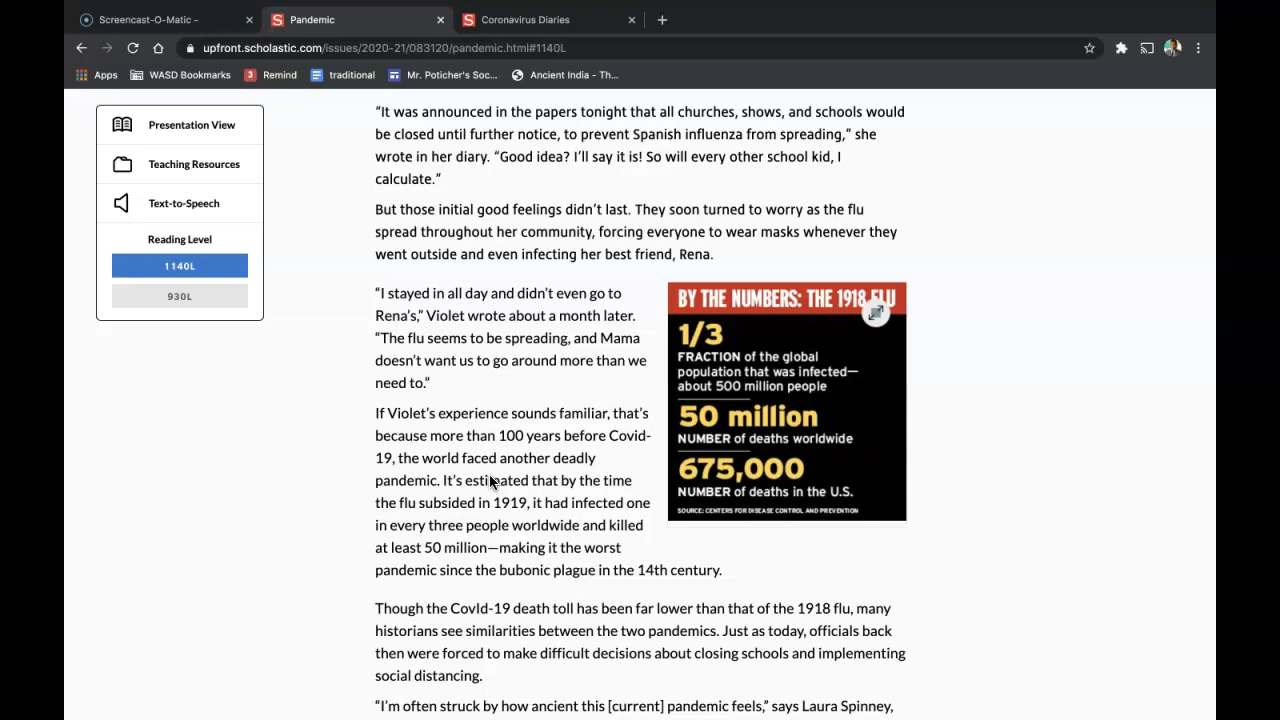 Screencast-O-Matic -
Pandemic
Coronavirus Diaries
upfront.scholastic.com/issues/2020-21/083120/pandemic.html#1140L
Apps
WASD Bookmarks
3 Remind
traditional
Mr. Poticher's Soc...
Ancient India - Th...
Presentation View
Teaching Resources
Text-to-Speech
Reading Level
1140L
930L
“It was announced in the papers tonight that all churches, shows, and schools would
be closed until further notice, to prevent Spanish influenza from spreading,” she
wrote in her diary. “Good idea? I’ll say it is! So will every other school kid, I
calculate.”
But those initial good feelings didn’t last. They soon turned to worry as the flu
spread throughout her community, forcing everyone to wear masks whenever they
went outside and even infecting her best friend, Rena.
“I stayed in all day and didn’t even go to
Rena’s,” Violet wrote about a month later.
“The flu seems to be spreading, and Mama
doesn’t want us to go around more than we
need to.”
If Violet’s experience sounds familiar, that’s
because more than 100 years before Covid-
19, the world faced another deadly
pandemic. It’s estimated that by the time
the flu subsided in 1919, it had infected one
in every three people worldwide and killed
at least 50 million—making it the worst
pandemic since the bubonic plague in the 14th century.
BY THE NUMBERS: THE 1918 FLU
1/3
FRACTION of the global
population that was infected—
about 500 million people
50 million
NUMBER of deaths worldwide
675,000
NUMBER of deaths in the U.S.
SOURCE: CENTERS FOR DISEASE CONTROL AND PREVENTION
Though the CovId-19 death toll has been far lower than that of the 1918 flu, many
historians see similarities between the two pandemics. Just as today, officials back
then were forced to make difficult decisions about closing schools and implementing
social distancing.
“I’m often struck by how ancient this [current] pandemic feels,” says Laura Spinney,